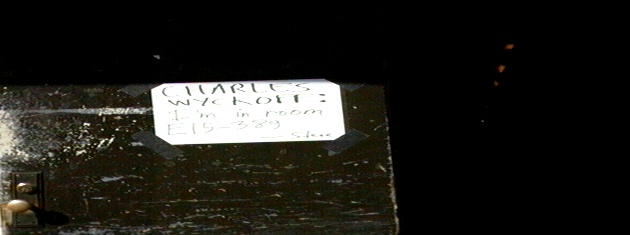 CHARLES
WYCKOFF:
I'm in room
E15-389
— Steve